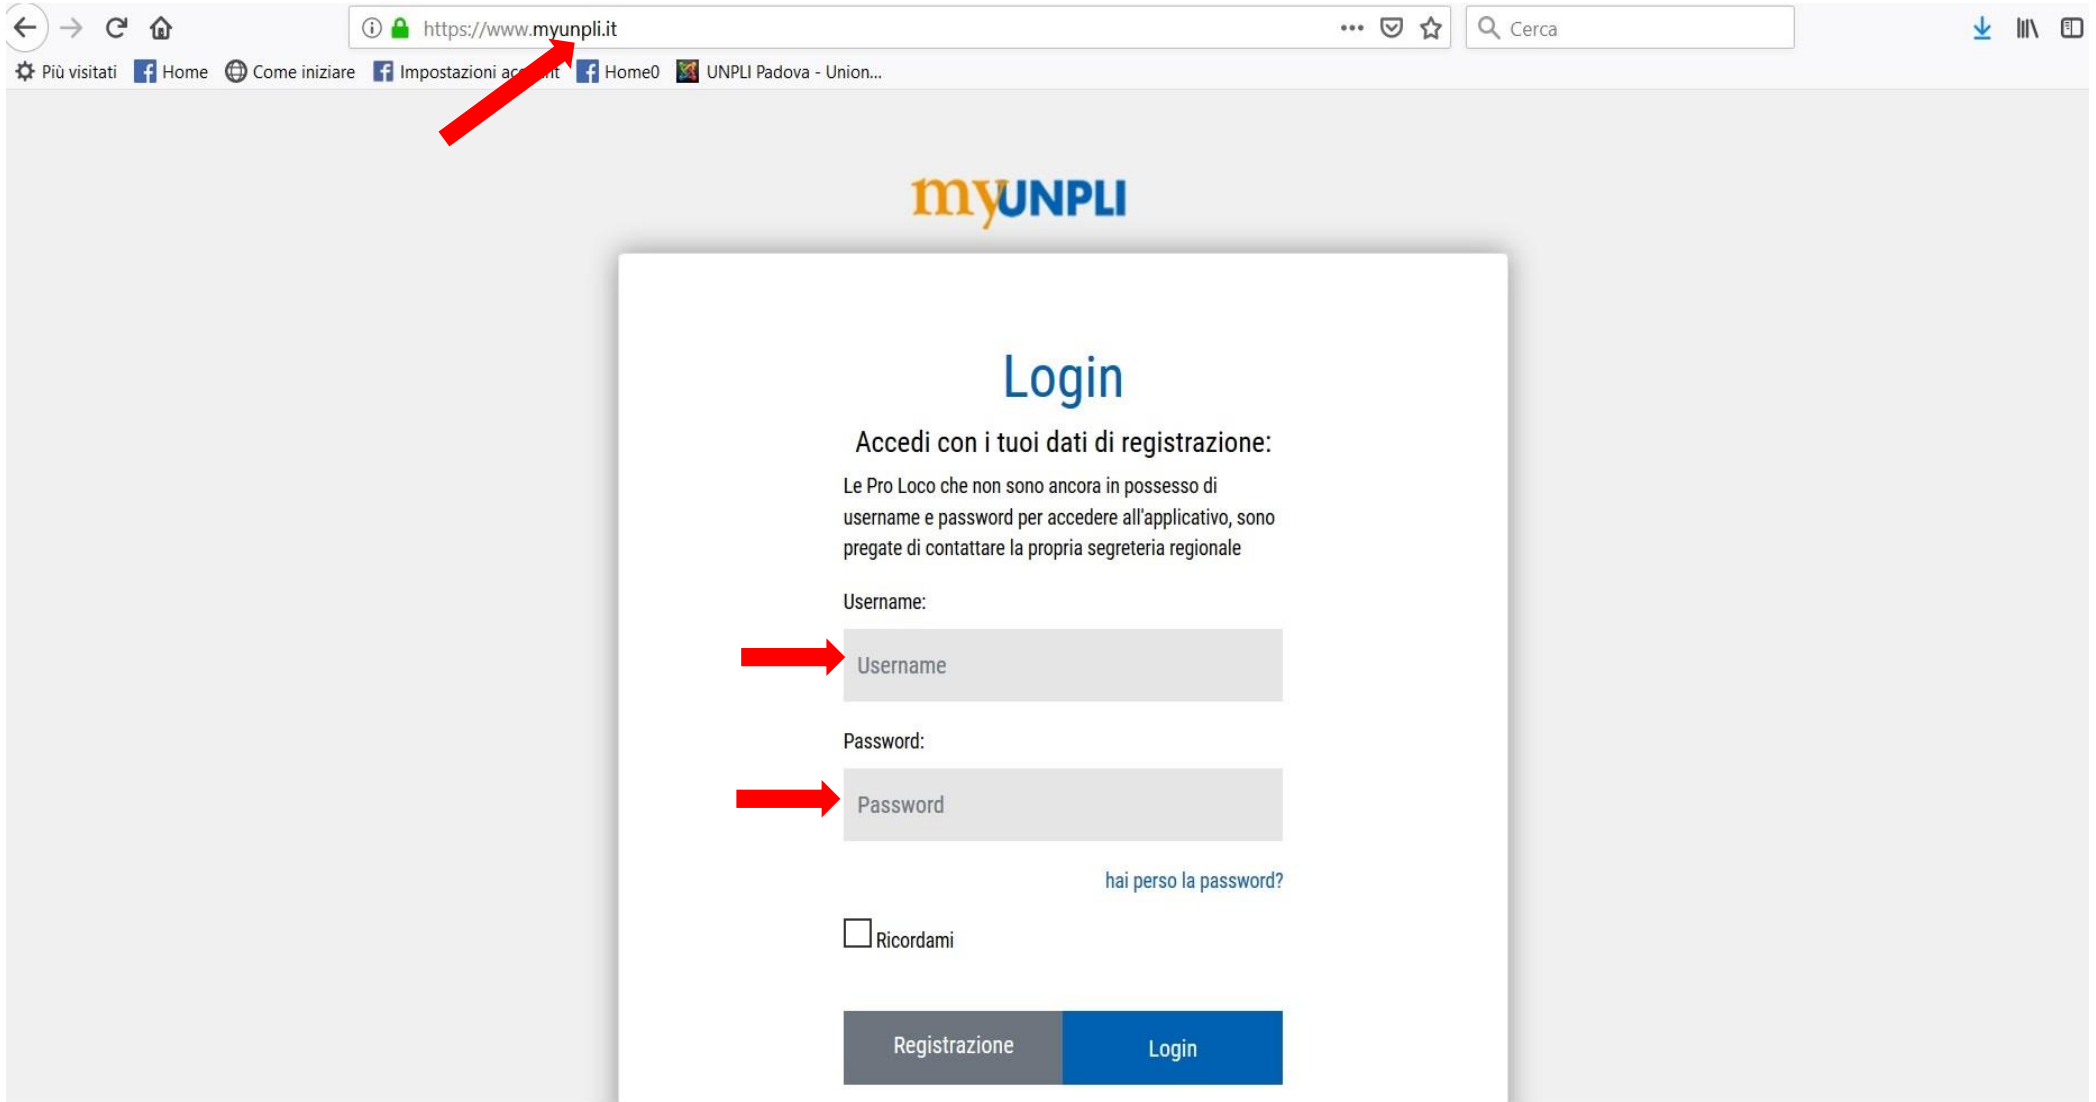 https://www.myunpli.it
Cerca
Più visitati Home Come iniziare Impostazioni account Home0 UNPLI Padova - Union...
myUNPLI
Login
Accedi con i tuoi dati di registrazione:
Le Pro Loco che non sono ancora in possesso di
username e password per accedere all'applicativo, sono
pregate di contattare la propria segreteria regionale
Username:
Username
Password:
Password
hai perso la password?
Ricordami
Registrazione Login